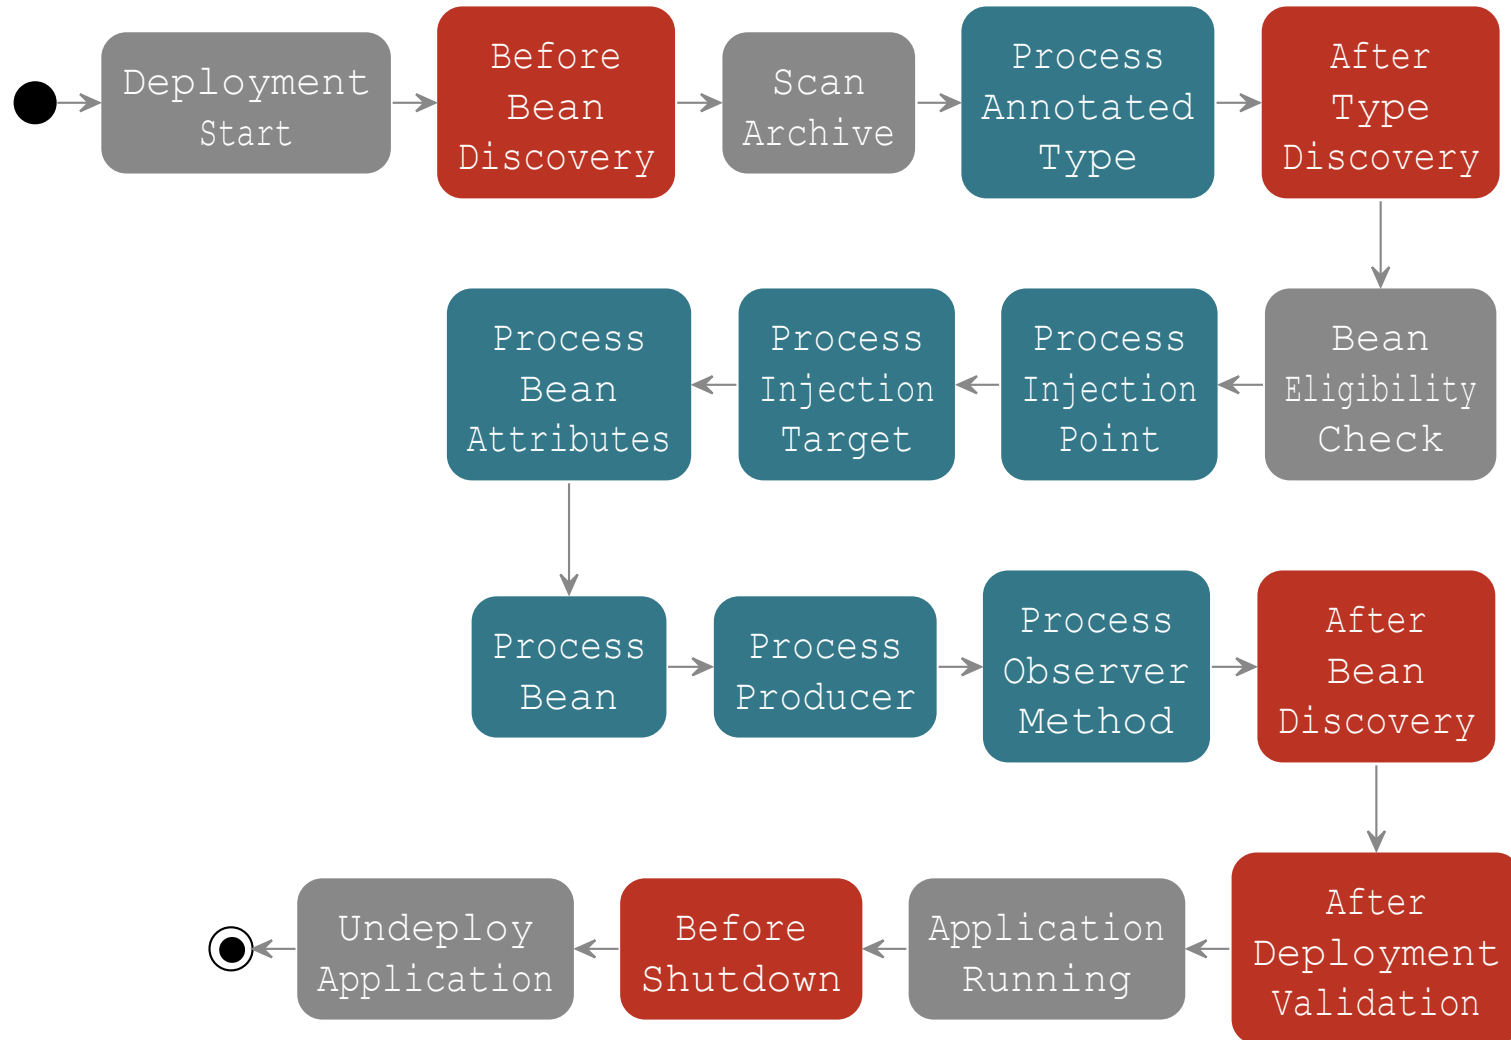 Deployment
Start
Before
Bean
Discovery
Scan
Archive
Process
Annotated
Type
After
Type
Discovery
Process
Bean
Attributes
Process
Injection
Target
Process
Injection
Point
Bean
Eligibility
Check
Process
Bean
Process
Producer
Process
Observer
Method
After
Bean
Discovery
Undeploy
Application
Before
Shutdown
Application
Running
After
Deployment
Validation